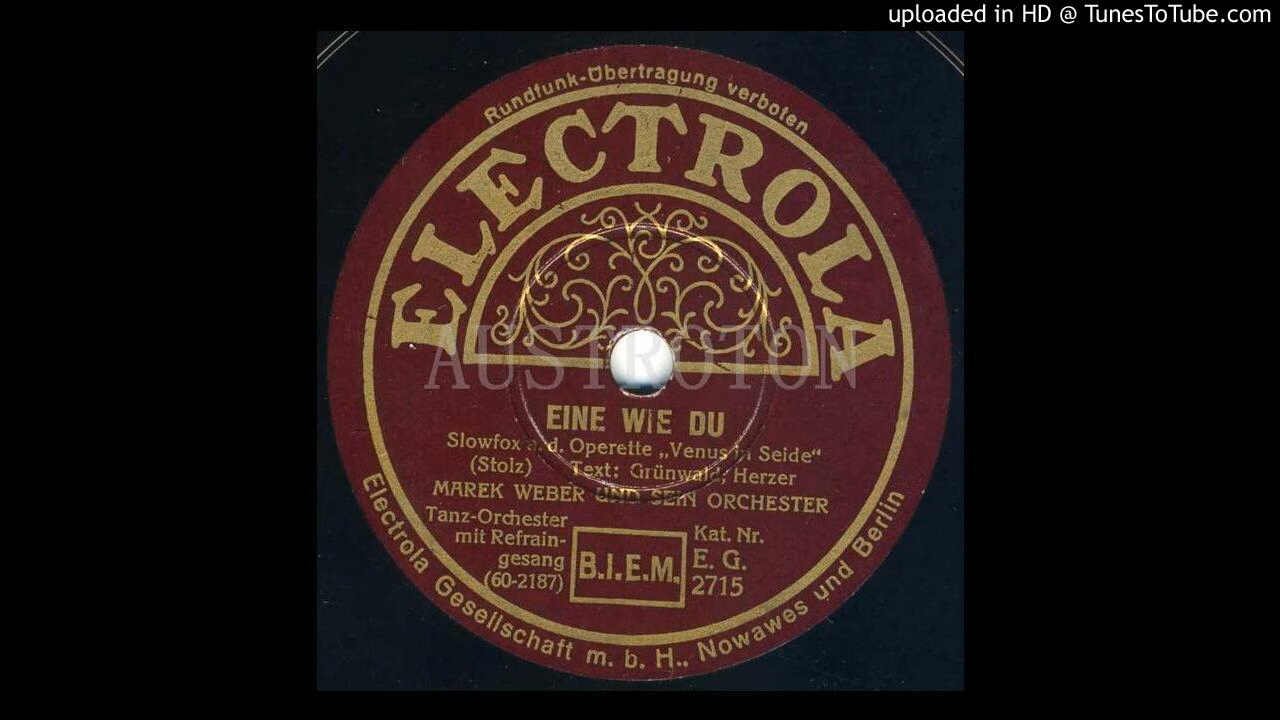 uploaded in HD @ TunesToTube.com
Rundfunk-Übertragung verboten
ELECTROLA
AUSTROTON
EINE WIE DU
Slowfox a. d. Operette „Venus in Seide“
(Stolz) Text: Grünwald; Herzer
MAREK WEBER UND SEIN ORCHESTER
Tanz-Orchester
mit Refrain-
gesang
(60-2187)
B.I.E.M.
Kat. Nr.
E. G.
2715
Electrola Gesellschaft m. b. H., Nowawes und Berlin